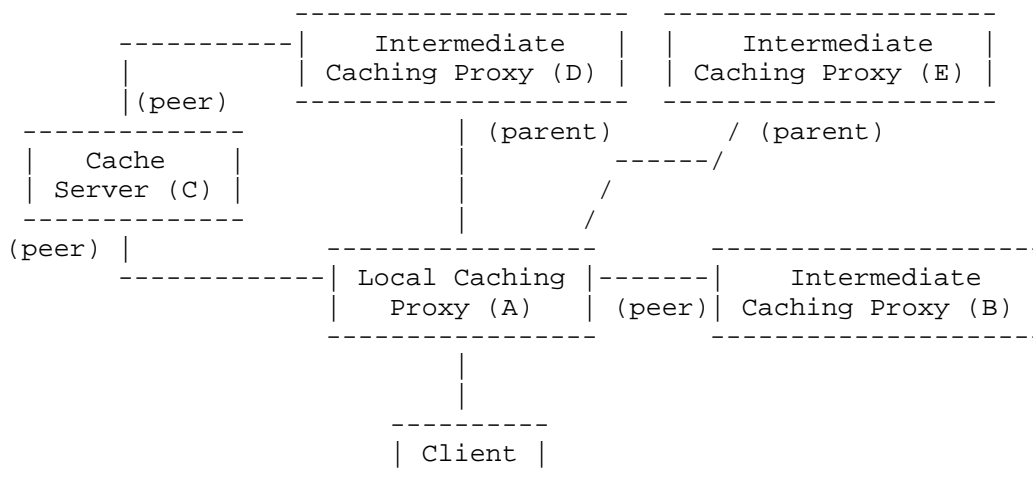 Intermediate Intermediate
Caching Proxy (D) Caching Proxy (E)
(peer)
(parent) (parent)
Cache
Server (C)
(peer)
Local Caching Intermediate
Proxy (A) (peer) Caching Proxy (B)
Client